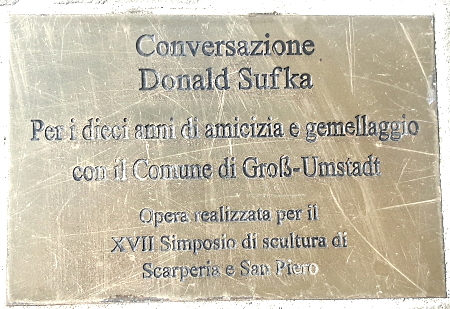 Conversazione
Donald Sufka
Per i dieci anni di amicizia e gemellaggio
con il Comune di Groß-Umstadt
Opera realizzata per il
XVII Simposio di scultura di
Scarperia e San Piero